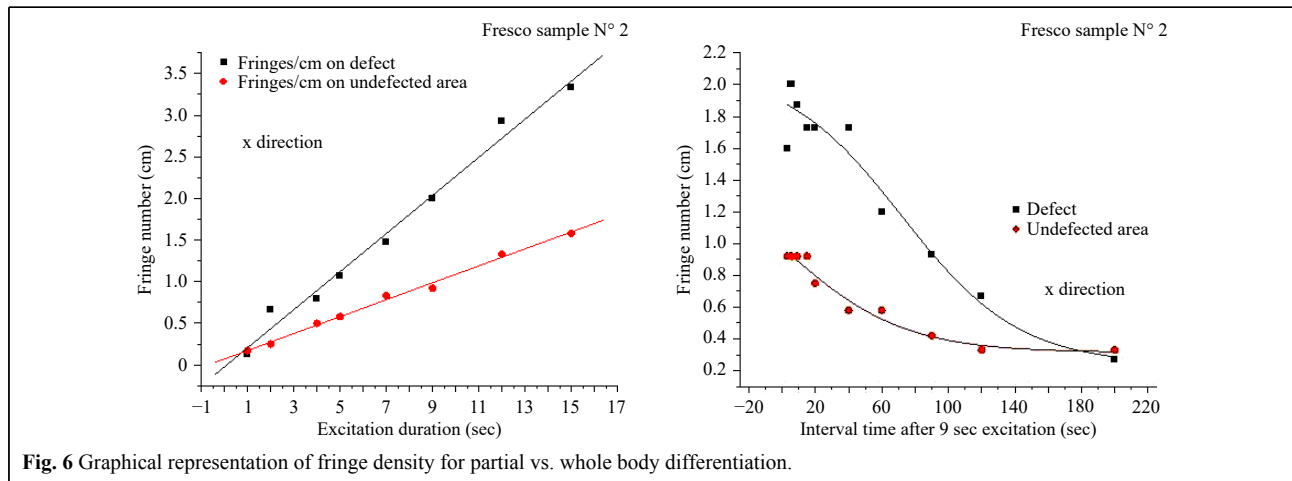 Fresco sample N° 2
Fringes/cm on defect
Fringes/cm on undefected area
x direction
Fringe number (cm)
3.5
3.0
2.5
2.0
1.5
1.0
0.5
0
−1 1 3 5 7 9 11 13 15 17
Excitation duration (sec)
Fresco sample N° 2
Defect
Undefected area
x direction
Fringe number (cm)
2.2
2.0
1.8
1.6
1.4
1.2
1.0
0.8
0.6
0.4
0.2
−20 20 60 100 140 180 220
Interval time after 9 sec excitation (sec)
Fig. 6 Graphical representation of fringe density for partial vs. whole body differentiation.